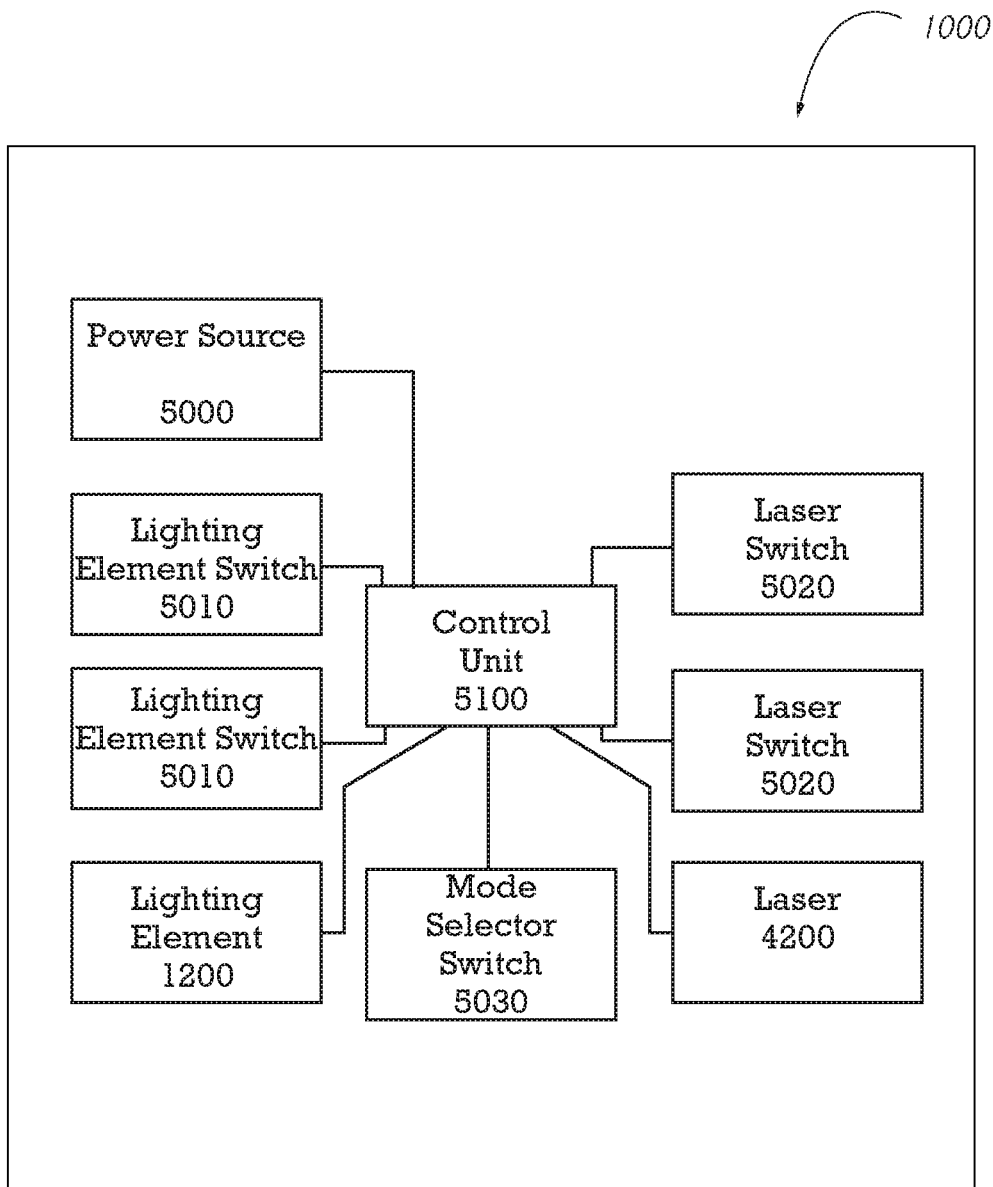 1000
Power Source
5000
Lighting
Element Switch
5010
Lighting
Element Switch
5010
Lighting
Element
1200
Control
Unit
5100
Mode
Selector
Switch
5030
Laser
Switch
5020
Laser
Switch
5020
Laser
4200